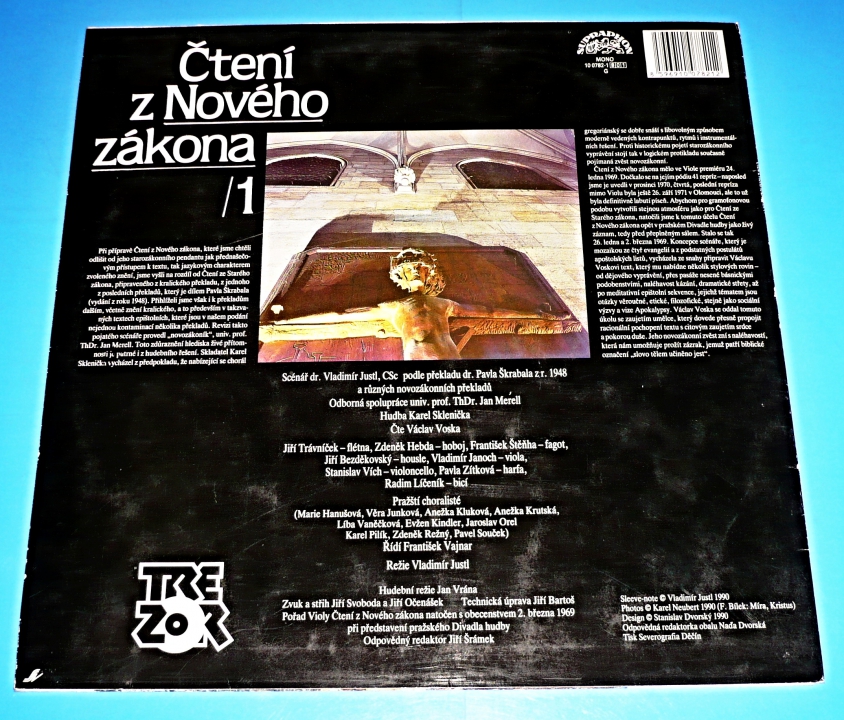 Čtení
z Nového
zákona
/1
SUPRAPHON
MONO
10 0782-1
G
8 594910 078212
Při přípravě Čtení z Nového zákona, které jsme chtěli
odlišit od jeho starozákonního pendantu jak přednašečo-
vým přístupem k textu, tak jazykovým charakterem
zvoleného znění, jsme vyšli na rozdíl od Čtení ze Starého
zákona, připraveného z kralického překladu, z jednoho
z posledních překladů, který je dílem Pavla Škrabala
(vydání z roku 1948). Přihlíželi jsme však i k překladům
dalším, včetně znění kralického, a to především v takzva-
ných textech epištolních, které jsou v našem podání
nejednou kontaminací několika překladů. Revizi takto
pojatého scénáře provedl „novozákoník“, univ. prof.
ThDr. Jan Merell. Toto zdůraznění hlediska živé přítom-
nosti je patrné i z hudebního řešení. Skladatel Karel
Sklenička vycházel z předpokladu, že nabízející se chorál
gregoriánský se dobře snáší s libovolným způsobem
moderně vedených kontrapunktů, rytmů i instrumentál-
ních řešení. Proti historickému pojetí starozákonního
vyprávění stojí tak v logickém protikladu současně
pojímaná zvěst novozákonní.
Čtení z Nového zákona mělo ve Viole premiéru 24.
ledna 1969. Dočkalo se na jejím pódiu 41 repríz – naposled
jsme je uvedli v prosinci 1970, čtvrtá, poslední repríza
mimo Violu byla ještě 26. září 1971 v Olomouci, ale to už
byla definitivně labutí píseň. Abychom pro gramofonovou
podobu vytvořili stejnou atmosféru jako pro Čtení ze
Starého zákona, natočili jsme k tomuto účelu Čtení
z Nového zákona opět v pražském Divadle hudby jako živý
záznam, tedy před přeplněným sálem. Stalo se tak
26. ledna a 2. března 1969. Koncepce scénáře, který je
mozaikou ze čtyř evangelií a z podstatných postulátů
apoštolských listů, vycházela ze snahy připravit Václavu
Voskovi text, který mu nabídne několik stylových rovin –
od dějového vyprávění, přes pasáže nesené básnickými
podobenstvími, naléhavost kázání, dramatické střety, až
po meditativní epištolní sekvence, jejichž tématem jsou
otázky věroučné, etické, filozofické, stejně jako sociální
výzvy a vize Apokalypsy. Václav Voska se oddal tomuto
úkolu se zaujetím umělce, který dovede přesně propojit
racionální pochopení textu s citovým zaujetím srdce
a pokorou duše. Jeho novozákonní zvěst zní s naléhavostí,
která nám umožňuje prožít zázrak, jemuž patří biblické
označení „slovo tělem učiněno jest“.
Scénář dr. Vladimír Justl, CSc podle překladu dr. Pavla Škrabala z r. 1948
a různých novozákonních překladů
Odborná spolupráce univ. prof. ThDr. Jan Merell
Hudba Karel Sklenička
Čte Václav Voska
Jiří Trávníček – flétna, Zdeněk Hebda – hoboj, František Štěňha – fagot,
Jiří Bezděkovský – housle, Vladimír Janoch – viola,
Stanislav Vích – violoncello, Pavla Zítková – harfa,
Radim Líčeník – bicí
Pražští choralisté
(Marie Hanušová, Věra Junková, Anežka Kluková, Anežka Krutská,
Líba Vaněčková, Evžen Kindler, Jaroslav Orel
Karel Pilík, Zdeněk Režný, Pavel Souček)
Řídí František Vajnar
Režie Vladimír Justl
Hudební režie Jan Vrána
Zvuk a střih Jiří Svoboda a Jiří Očenášek Technická úprava Jiří Bartoš
Pořad Violy Čtení z Nového zákona natočen s obecenstvem 2. března 1969
při představení pražského Divadla hudby
Odpovědný redaktor Jiří Šrámek
TRE
ZOR
Sleeve-note © Vladimír Justl 1990
Photos © Karel Neubert 1990 (F. Bílek: Míra, Kristus)
Design © Stanislav Dvorský 1990
Odpovědná redaktorka obalu Naďa Dvorská
Tisk Severografia Děčín